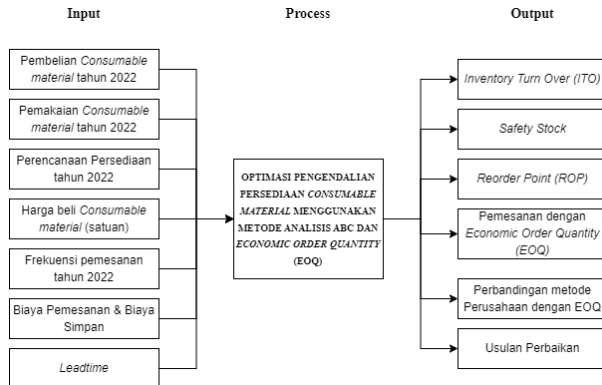 Input
Process
Output
Pembelian Consumable
material tahun 2022
Pemakaian Consumable
material tahun 2022
Perencanaan Persediaan
tahun 2022
Harga beli Consumable
material (satuan)
Frekuensi pemesanan
tahun 2022
Biaya Pemesanan & Biaya
Simpan
Leadtime
OPTIMASI PENGENDALIAN
PERSEDIAAN CONSUMABLE
MATERIAL MENGGUNAKAN
METODE ANALISIS ABC DAN
ECONOMIC ORDER QUANTITY
(EOQ)
Inventory Turn Over (ITO)
Safety Stock
Reorder Point (ROP)
Pemesanan dengan
Economic Order Quantity
(EOQ)
Perbandingan metode
Perusahaan dengan EOQ
Usulan Perbaikan